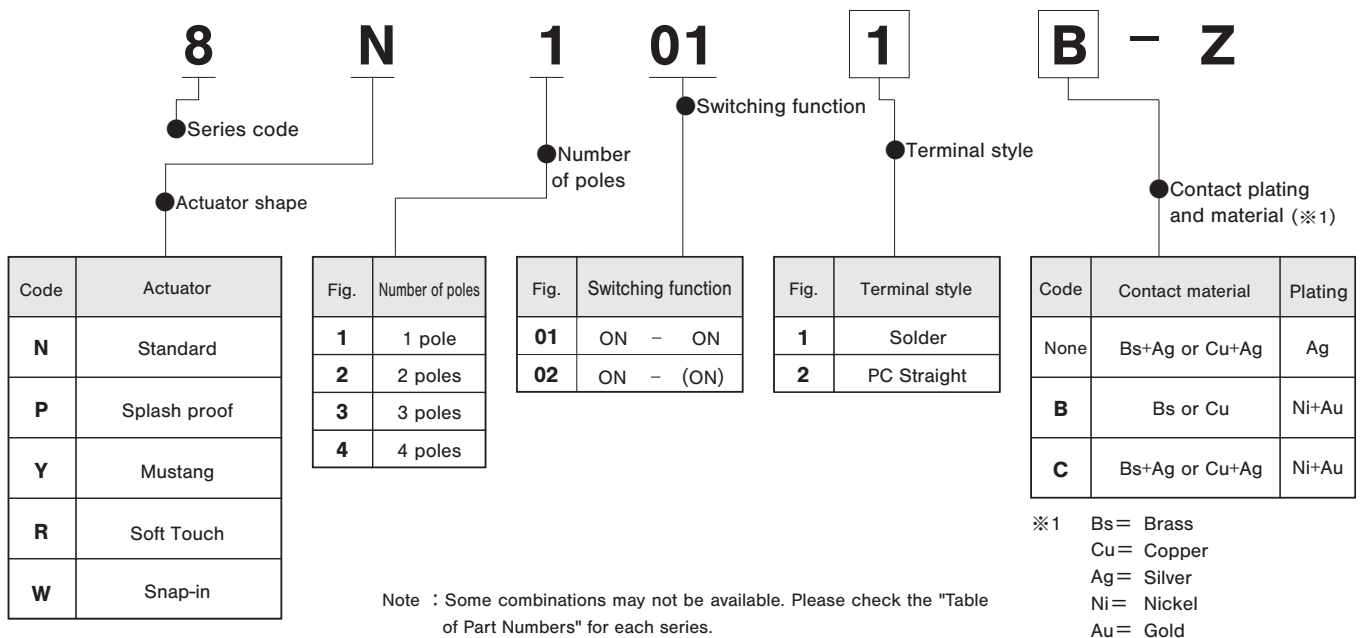 8 N 1 01 1 B – Z
Series code
Actuator shape
Number
of poles
Switching function
Terminal style
Contact plating
and material (※1)
Code Actuator
N Standard
P Splash proof
Y Mustang
R Soft Touch
W Snap-in
Fig. Number of poles
1 1 pole
2 2 poles
3 3 poles
4 4 poles
Fig. Switching function
01 ON – ON
02 ON – (ON)
Fig. Terminal style
1 Solder
2 PC Straight
Code Contact material Plating
None Bs+Ag or Cu+Ag Ag
B Bs or Cu Ni+Au
C Bs+Ag or Cu+Ag Ni+Au
※1 Bs= Brass
Cu= Copper
Ag= Silver
Ni= Nickel
Au= Gold
Note : Some combinations may not be available. Please check the "Table
of Part Numbers" for each series.